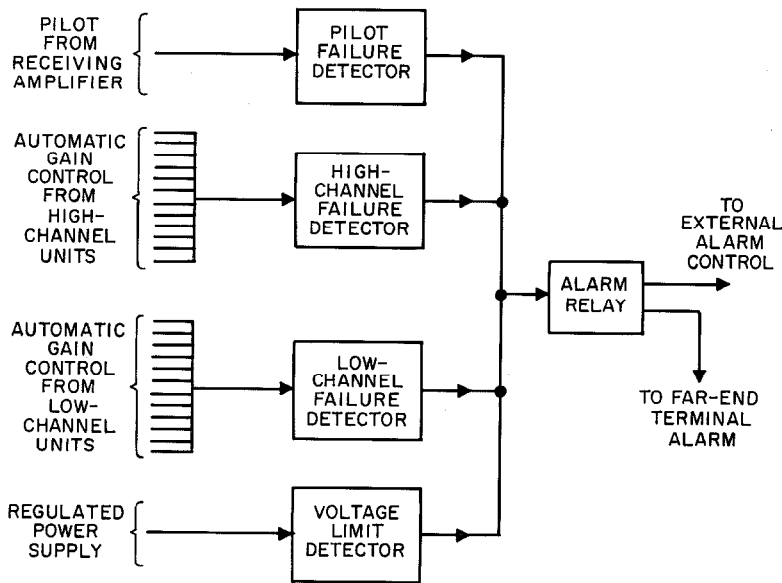 PILOT
FROM
RECEIVING
AMPLIFIER
PILOT
FAILURE
DETECTOR
AUTOMATIC
GAIN
CONTROL
FROM
HIGH-
CHANNEL
UNITS
HIGH-
CHANNEL
FAILURE
DETECTOR
TO
EXTERNAL
ALARM
CONTROL
ALARM
RELAY
AUTOMATIC
GAIN
CONTROL
FROM
LOW-
CHANNEL
UNITS
LOW-
CHANNEL
FAILURE
DETECTOR
TO FAR-END
TERMINAL
ALARM
REGULATED
POWER
SUPPLY
VOLTAGE
LIMIT
DETECTOR